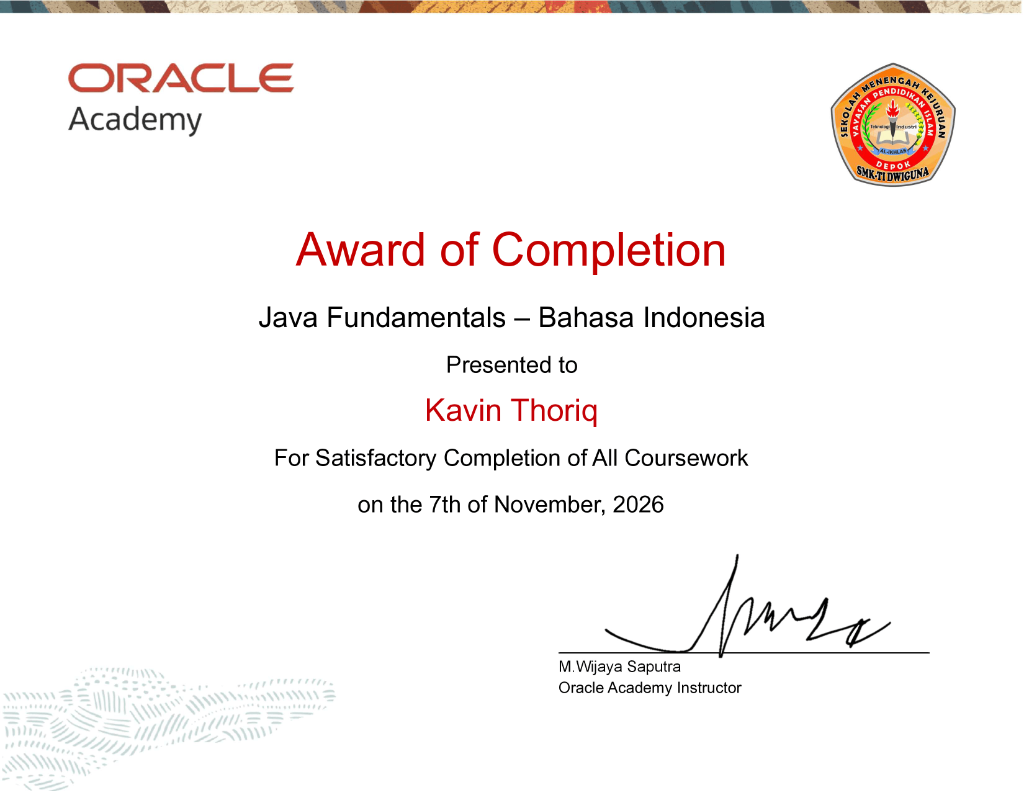 ORACLE
Academy
SEKOLAH MENENGAH KEJURUAN
YAYASAN PENDIDIKAN ISLAM
Teknologi Industri
DEPOK
SMK-TI DWIGUNA
Award of Completion
Java Fundamentals – Bahasa Indonesia
Presented to
Kavin Thoriq
For Satisfactory Completion of All Coursework
on the 7th of November, 2026
M.Wijaya Saputra
Oracle Academy Instructor